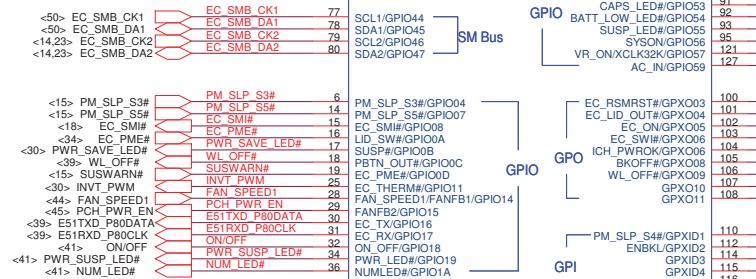 CAPS_LED#/GPIO53 91
<50> EC_SMB_CK1 EC_SMB_CK1 77 SCL1/GPIO44 GPIO BATT_LOW_LED#/GPIO54 92
<50> EC_SMB_DA1 EC_SMB_DA1 78 SDA1/GPIO45 SUSP_LED#/GPIO55 93
<14,23> EC_SMB_CK2 EC_SMB_CK2 79 SCL2/GPIO46 SM Bus SYSON/GPIO56 95
<14,23> EC_SMB_DA2 EC_SMB_DA2 80 SDA2/GPIO47 VR_ON/XCLK32K/GPIO57 121
AC_IN/GPIO59 127
<15> PM_SLP_S3# PM_SLP_S3# 6 PM_SLP_S3#/GPIO04 EC_RSMRST#/GPXO03 100
<15> PM_SLP_S5# PM_SLP_S5# 14 PM_SLP_S5#/GPIO07 EC_LID_OUT#/GPXO04 101
<18> EC_SMI# EC_SMI# 15 EC_SMI#/GPIO08 EC_ON/GPXO05 102
<34> EC_PME# EC_PME# 16 LID_SW#/GPIO0A EC_SWI#/GPXO06 103
<30> PWR_SAVE_LED# PWR_SAVE_LED# 17 SUSP#/GPIO0B ICH_PWROK/GPXO06 104
<39> WL_OFF# WL_OFF# 18 PBTN_OUT#/GPIO0C GPO BKOFF#/GPXO08 105
<15> SUSWARN# SUSWARN# 19 EC_PME#/GPIO0D GPIO WL_OFF#/GPXO09 106
<30> INVT_PWM INVT_PWM 25 EC_THERM#/GPIO11 GPXO10 107
<44> FAN_SPEED1 FAN_SPEED1 28 FAN_SPEED1/FANFB1/GPIO14 GPXO11 108
<45> PCH_PWR_EN PCH_PWR_EN 29 FANFB2/GPIO15
<39> E51TXD_P80DATA E51TXD_P80DATA 30 EC_TX/GPIO16
<39> E51RXD_P80CLK E51RXD_P80CLK 31 EC_RX/GPIO17 PM_SLP_S4#/GPXID1 110
<41> ON/OFF ON/OFF 32 ON_OFF/GPIO18 ENBKL/GPXID2 112
<41> PWR_SUSP_LED# PWR_SUSP_LED# 34 PWR_LED#/GPIO19 GPXID3 114
<41> NUM_LED# NUM_LED# 36 NUMLED#/GPIO1A GPI GPXID4 115